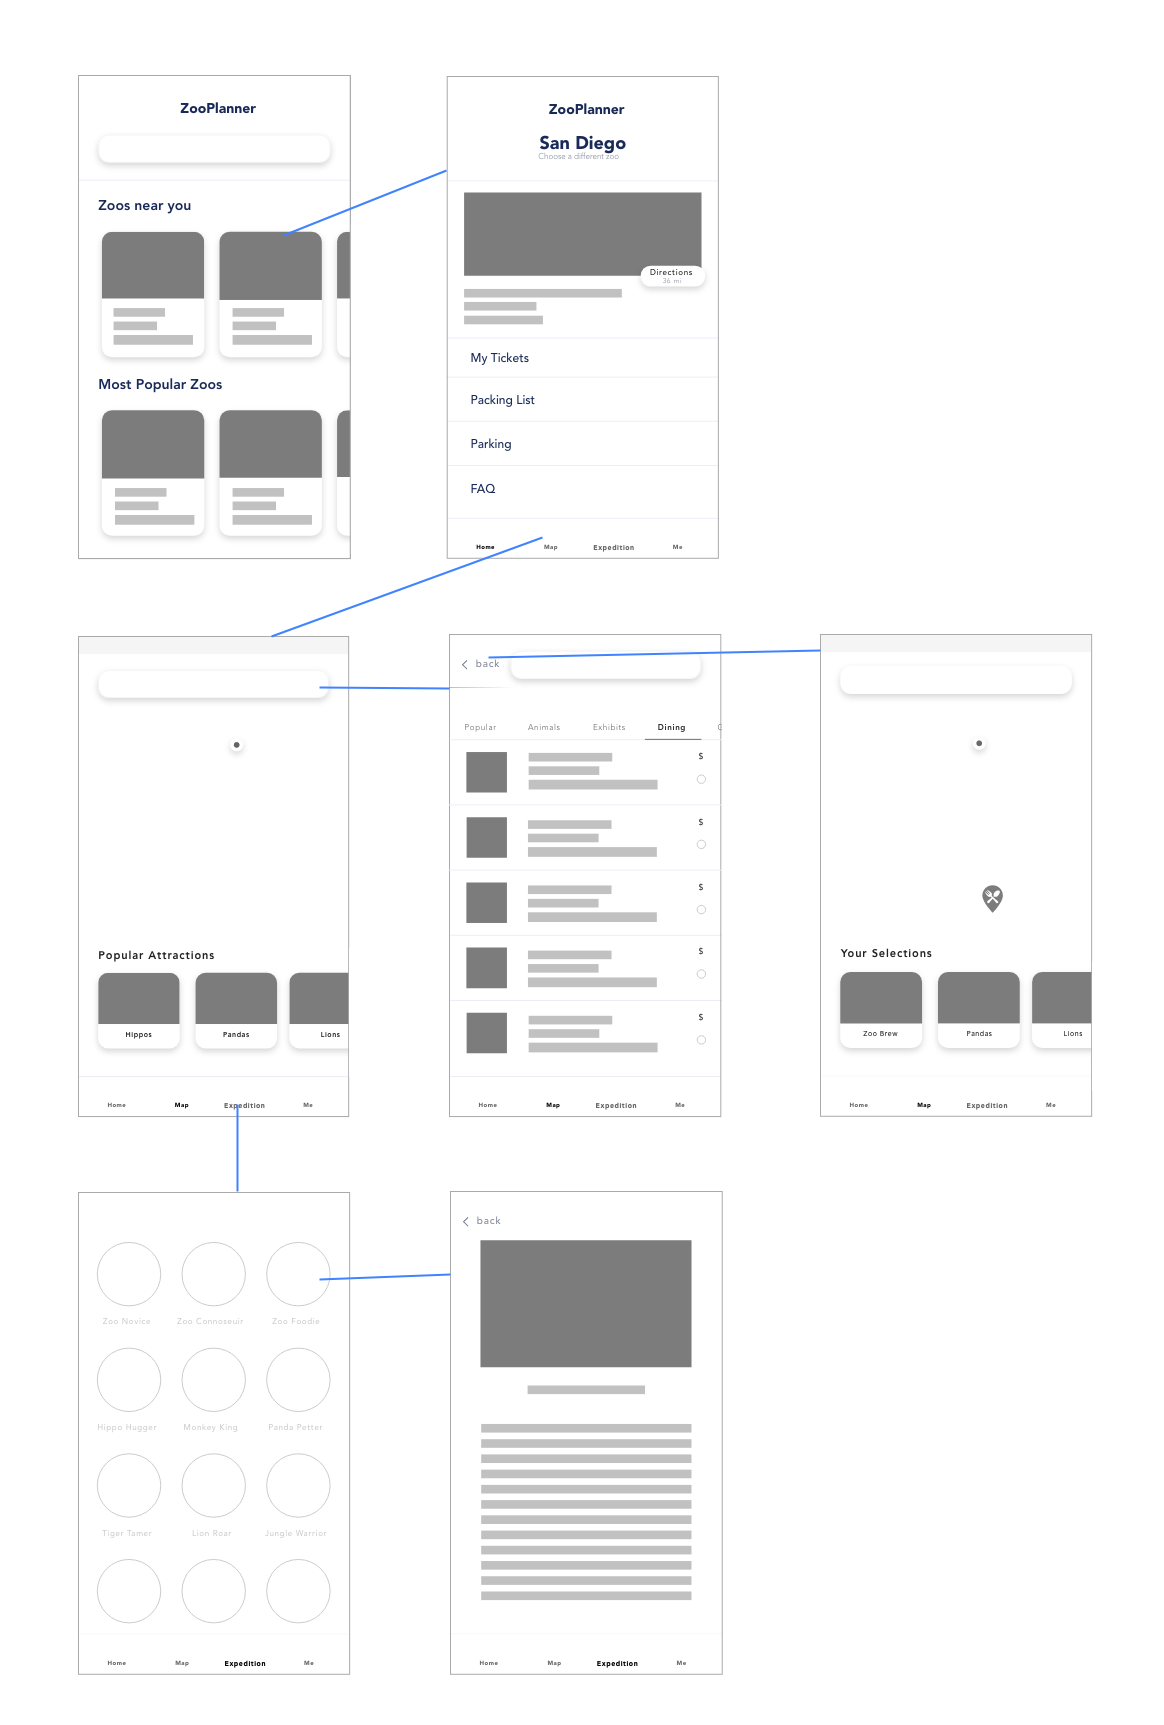 ZooPlanner
Zoos near you
Most Popular Zoos
ZooPlanner
San Diego
Choose a different zoo
Directions
36 mi
My Tickets
Packing List
Parking
FAQ
Home Map Expedition Me
Popular Attractions
Hippos Pandas Lions
Home Map Expedition Me
back
Popular Animals Exhibits Dining
$
$
$
$
$
Home Map Expedition Me
Your Selections
Zoo Brew Pandas Lions
Home Map Expedition Me
Zoo Novice Zoo Connoseuir Zoo Foodie
Hippo Hugger Monkey King Panda Petter
Tiger Tamer Lion Roar Jungle Warrior
Home Map Expedition Me
back
Home Map Expedition Me